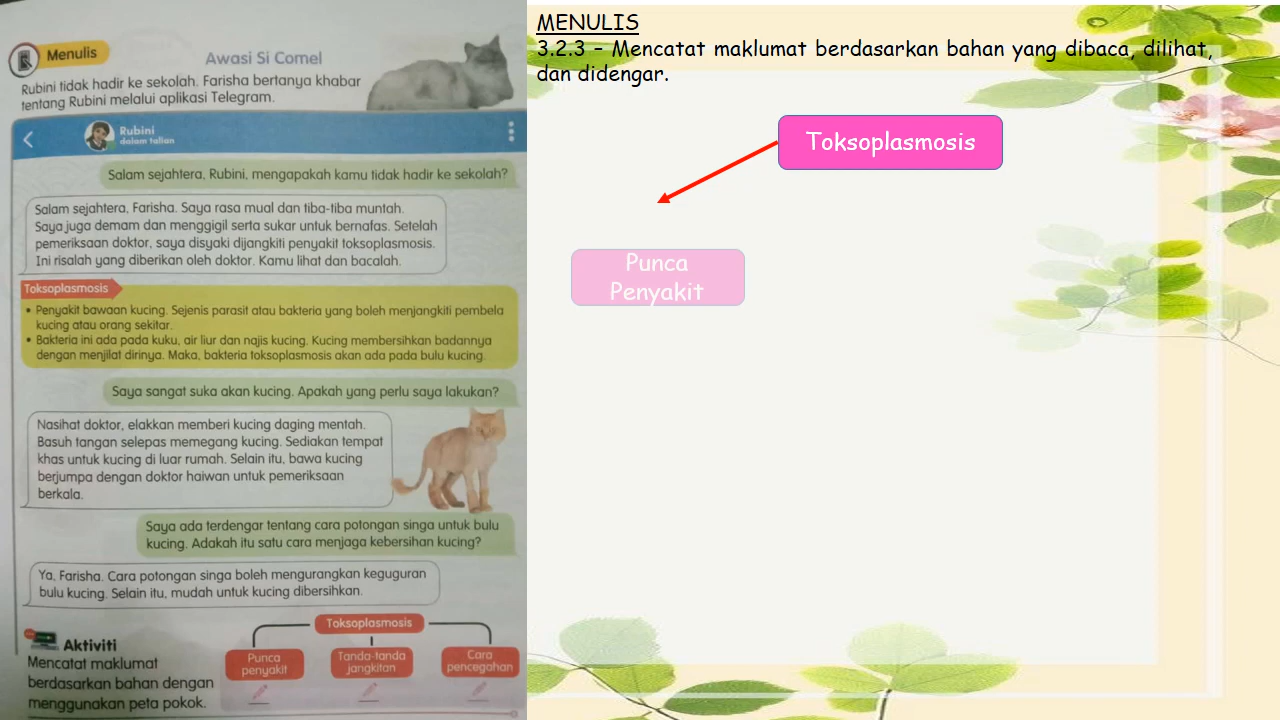 Menulis
Awasi Si Comel
Rubini tidak hadir ke sekolah. Farisha bertanya khabar
tentang Rubini melalui aplikasi Telegram.
Rubini
dalam talian
Salam sejahtera, Rubini, mengapakah kamu tidak hadir ke sekolah?
Salam sejahtera, Farisha. Saya rasa mual dan tiba-tiba muntah.
Saya juga demam dan menggigil serta sukar untuk bernafas. Setelah
pemeriksaan doktor, saya disyaki dijangkiti penyakit toksoplasmosis.
Ini risalah yang diberikan oleh doktor. Kamu lihat dan bacalah.
Toksoplasmosis
• Penyakit bawaan kucing. Sejenis parasit atau bakteria yang boleh menjangkiti pembela
kucing atau orang sekitar.
• Bakteria ini ada pada kuku, air liur dan najis kucing. Kucing membersihkan badannya
dengan menjilat dirinya. Maka, bakteria toksoplasmosis akan ada pada bulu kucing.
Saya sangat suka akan kucing. Apakah yang perlu saya lakukan?
Nasihat doktor, elakkan memberi kucing daging mentah.
Basuh tangan selepas memegang kucing. Sediakan tempat
khas untuk kucing di luar rumah. Selain itu, bawa kucing
berjumpa dengan doktor haiwan untuk pemeriksaan
berkala.
Saya ada terdengar tentang cara potongan singa untuk bulu
kucing. Adakah itu satu cara menjaga kebersihan kucing?
Ya, Farisha. Cara potongan singa boleh mengurangkan keguguran
bulu kucing. Selain itu, mudah untuk kucing dibersihkan.
Aktiviti
Mencatat maklumat
berdasarkan bahan dengan
menggunakan peta pokok.
Toksoplasmosis
Punca
penyakit
Tanda-tanda
jangkitan
Cara
pencegahan
MENULIS
3.2.3 – Mencatat maklumat berdasarkan bahan yang dibaca, dilihat,
dan didengar.
Toksoplasmosis
Punca
Penyakit